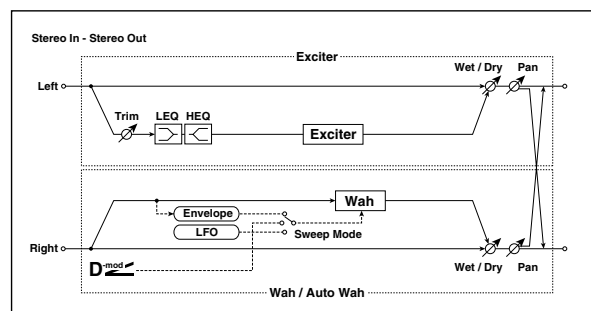 Stereo In - Stereo Out
Exciter
Wet / Dry Pan
Left
Trim LEQ HEQ
Exciter
Envelope
Wah
LFO
Sweep Mode
Right
D-mod
Wet / Dry Pan
Wah / Auto Wah